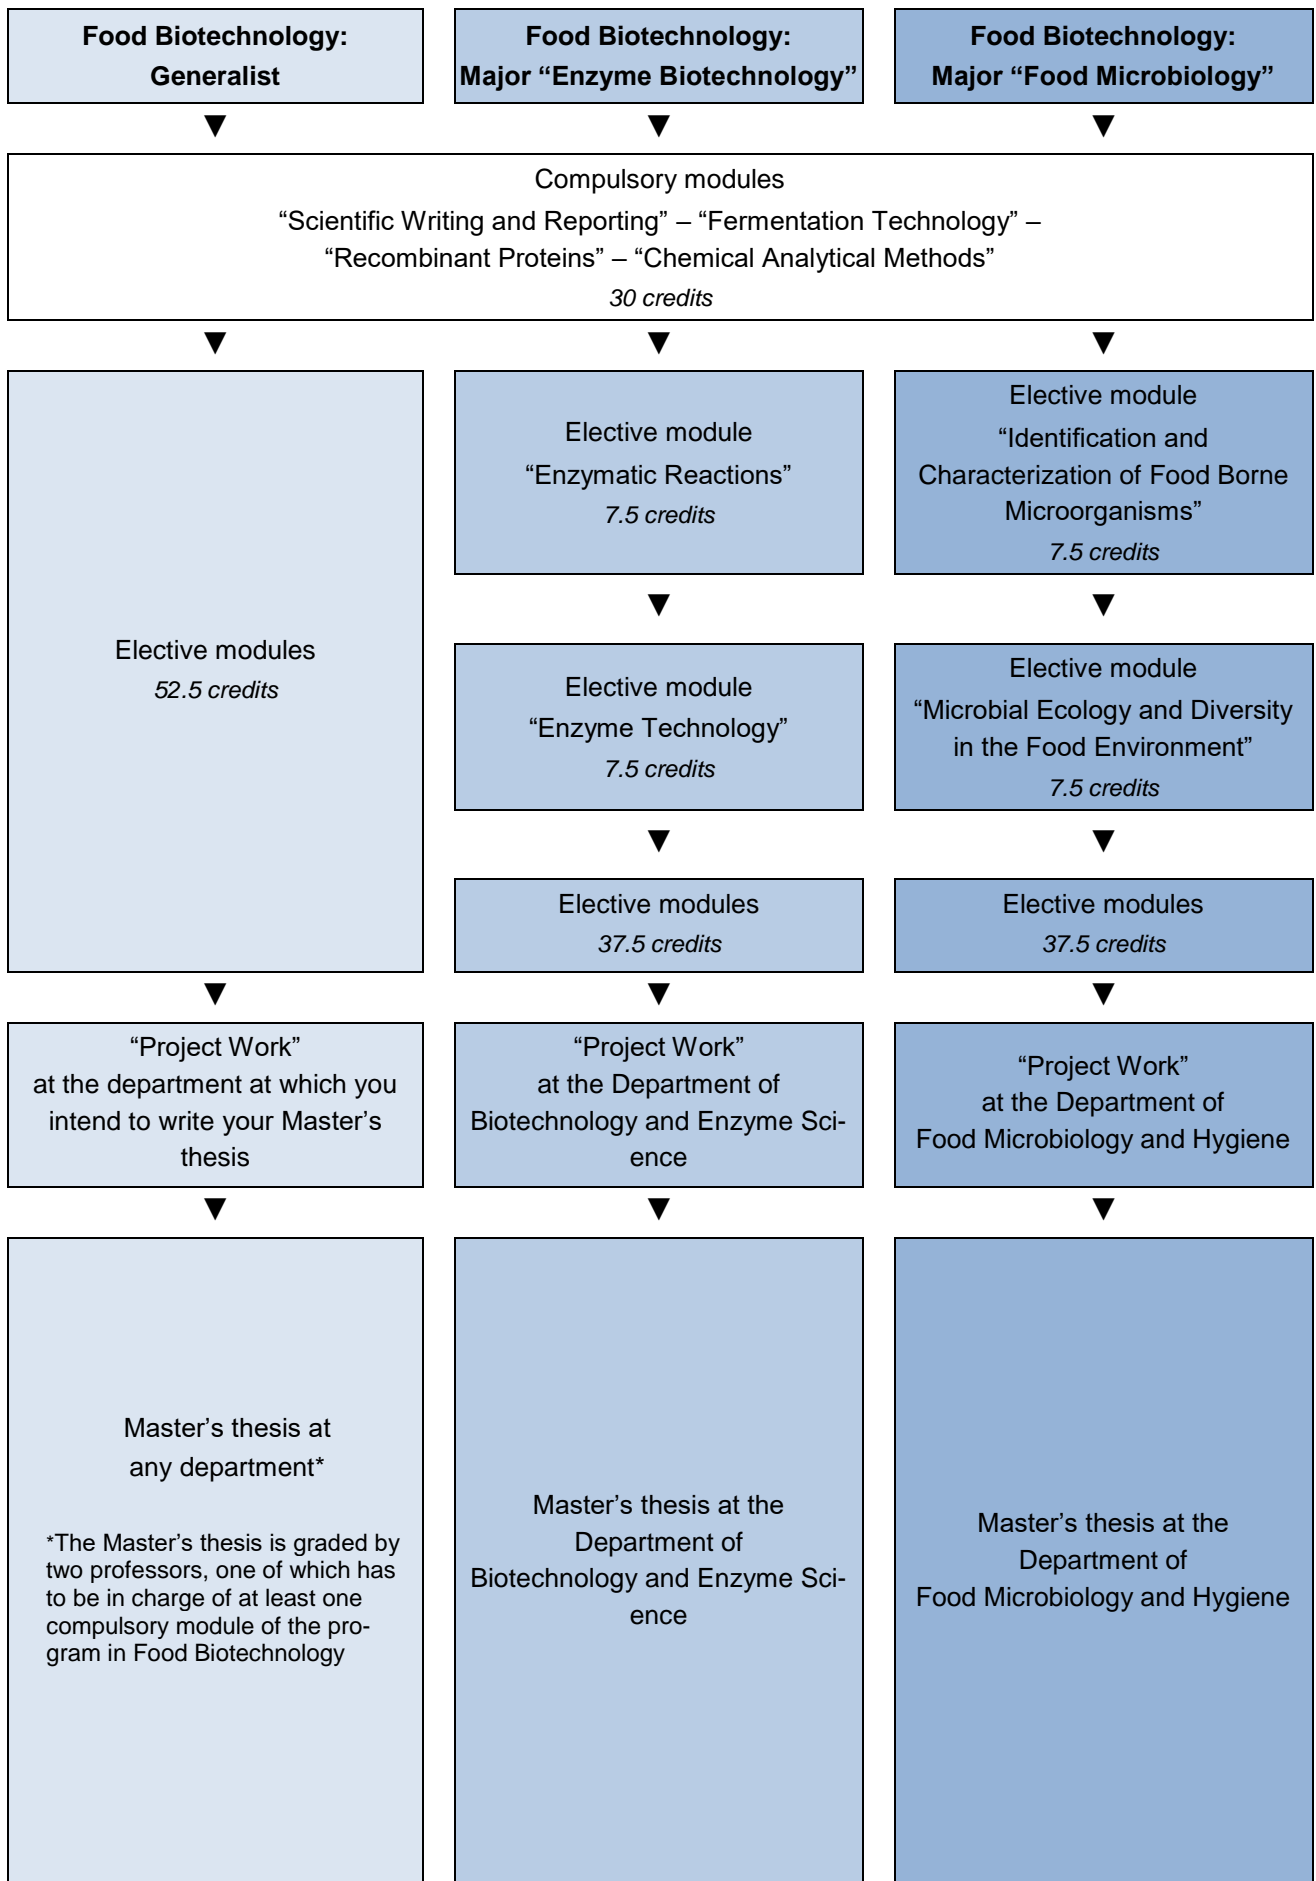 Food Biotechnology:
Generalist
Food Biotechnology:
Major “Enzyme Biotechnology”
Food Biotechnology:
Major “Food Microbiology”
▼
▼
▼
Compulsory modules
“Scientific Writing and Reporting” – “Fermentation Technology” –
“Recombinant Proteins” – “Chemical Analytical Methods”
30 credits
▼
▼
▼
Elective modules
52.5 credits
Elective module
“Enzymatic Reactions”
7.5 credits
Elective module
“Identification and
Characterization of Food Borne
Microorganisms”
7.5 credits
▼
▼
Elective module
“Enzyme Technology”
7.5 credits
Elective module
“Microbial Ecology and Diversity
in the Food Environment”
7.5 credits
▼
▼
Elective modules
37.5 credits
Elective modules
37.5 credits
▼
▼
▼
“Project Work”
at the department at which you
intend to write your Master’s
thesis
“Project Work”
at the Department of
Biotechnology and Enzyme Sci-
ence
“Project Work”
at the Department of
Food Microbiology and Hygiene
▼
▼
▼
Master’s thesis at
any department*
*The Master’s thesis is graded by
two professors, one of which has
to be in charge of at least one
compulsory module of the pro-
gram in Food Biotechnology
Master’s thesis at the
Department of
Biotechnology and Enzyme Sci-
ence
Master’s thesis at the
Department of
Food Microbiology and Hygiene